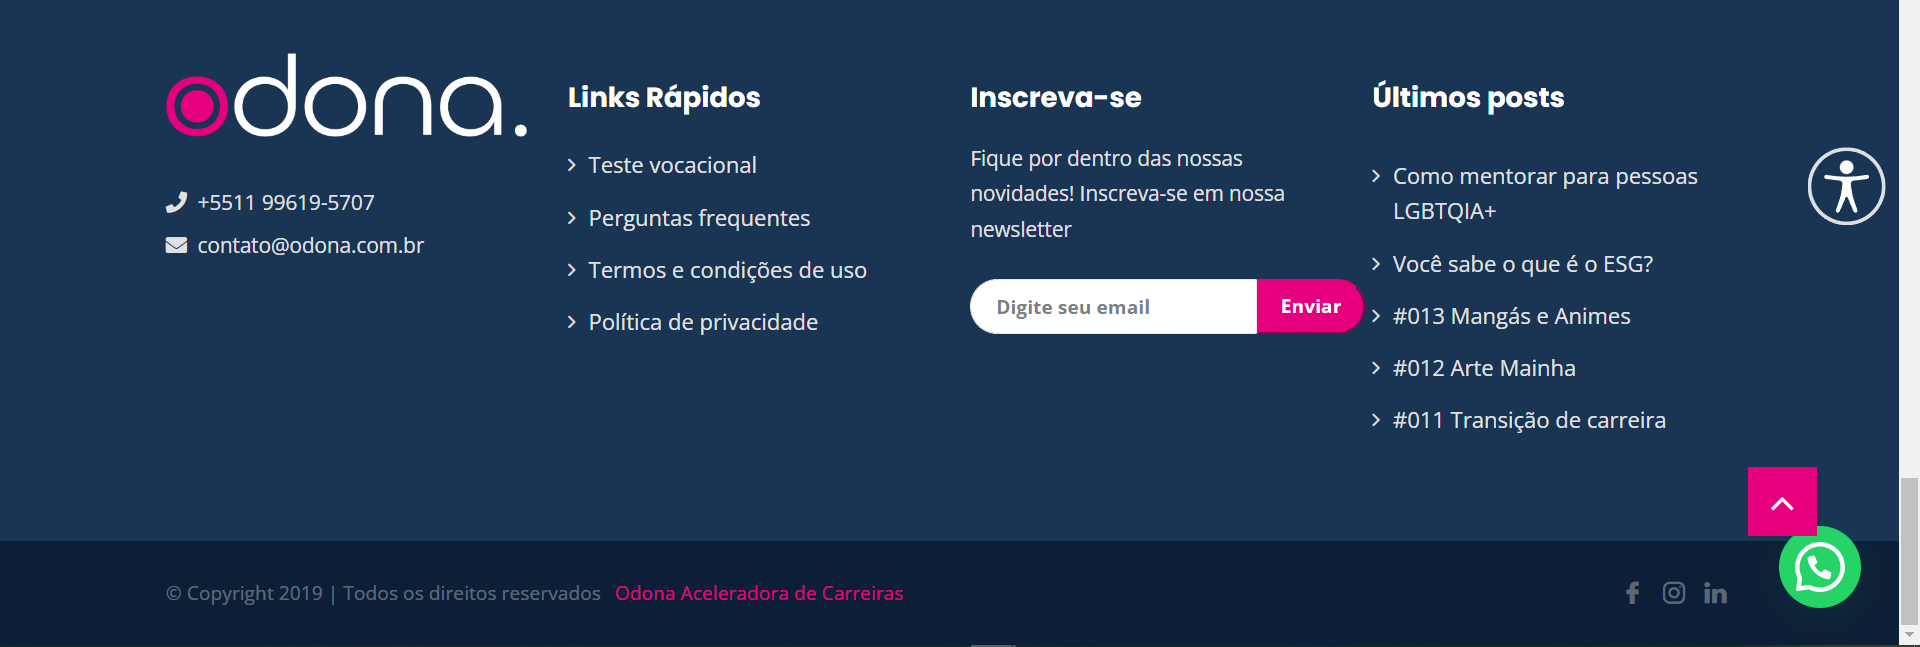 odona.
+5511 99619-5707
contato@odona.com.br
Links Rápidos
Teste vocacional
Perguntas frequentes
Termos e condições de uso
Política de privacidade
Inscreva-se
Fique por dentro das nossas
novidades! Inscreva-se em nossa
newsletter
Digite seu email
Enviar
Últimos posts
Como mentorar para pessoas
LGBTQIA+
Você sabe o que é o ESG?
#013 Mangás e Animes
#012 Arte Mainha
#011 Transição de carreira
© Copyright 2019 | Todos os direitos reservados Odona Aceleradora de Carreiras